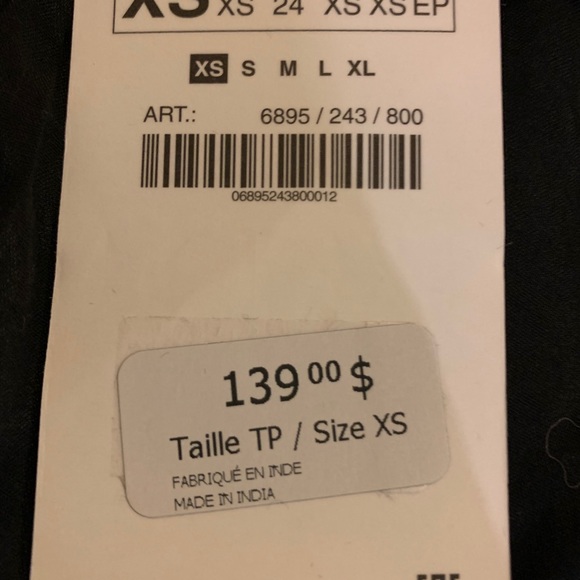 XS XS 24 XS XS EP
XS S M L XL
ART.: 6895 / 243 / 800
06895243800012
139 00 $
Taille TP / Size XS
FABRIQUÉ EN INDE
MADE IN INDIA